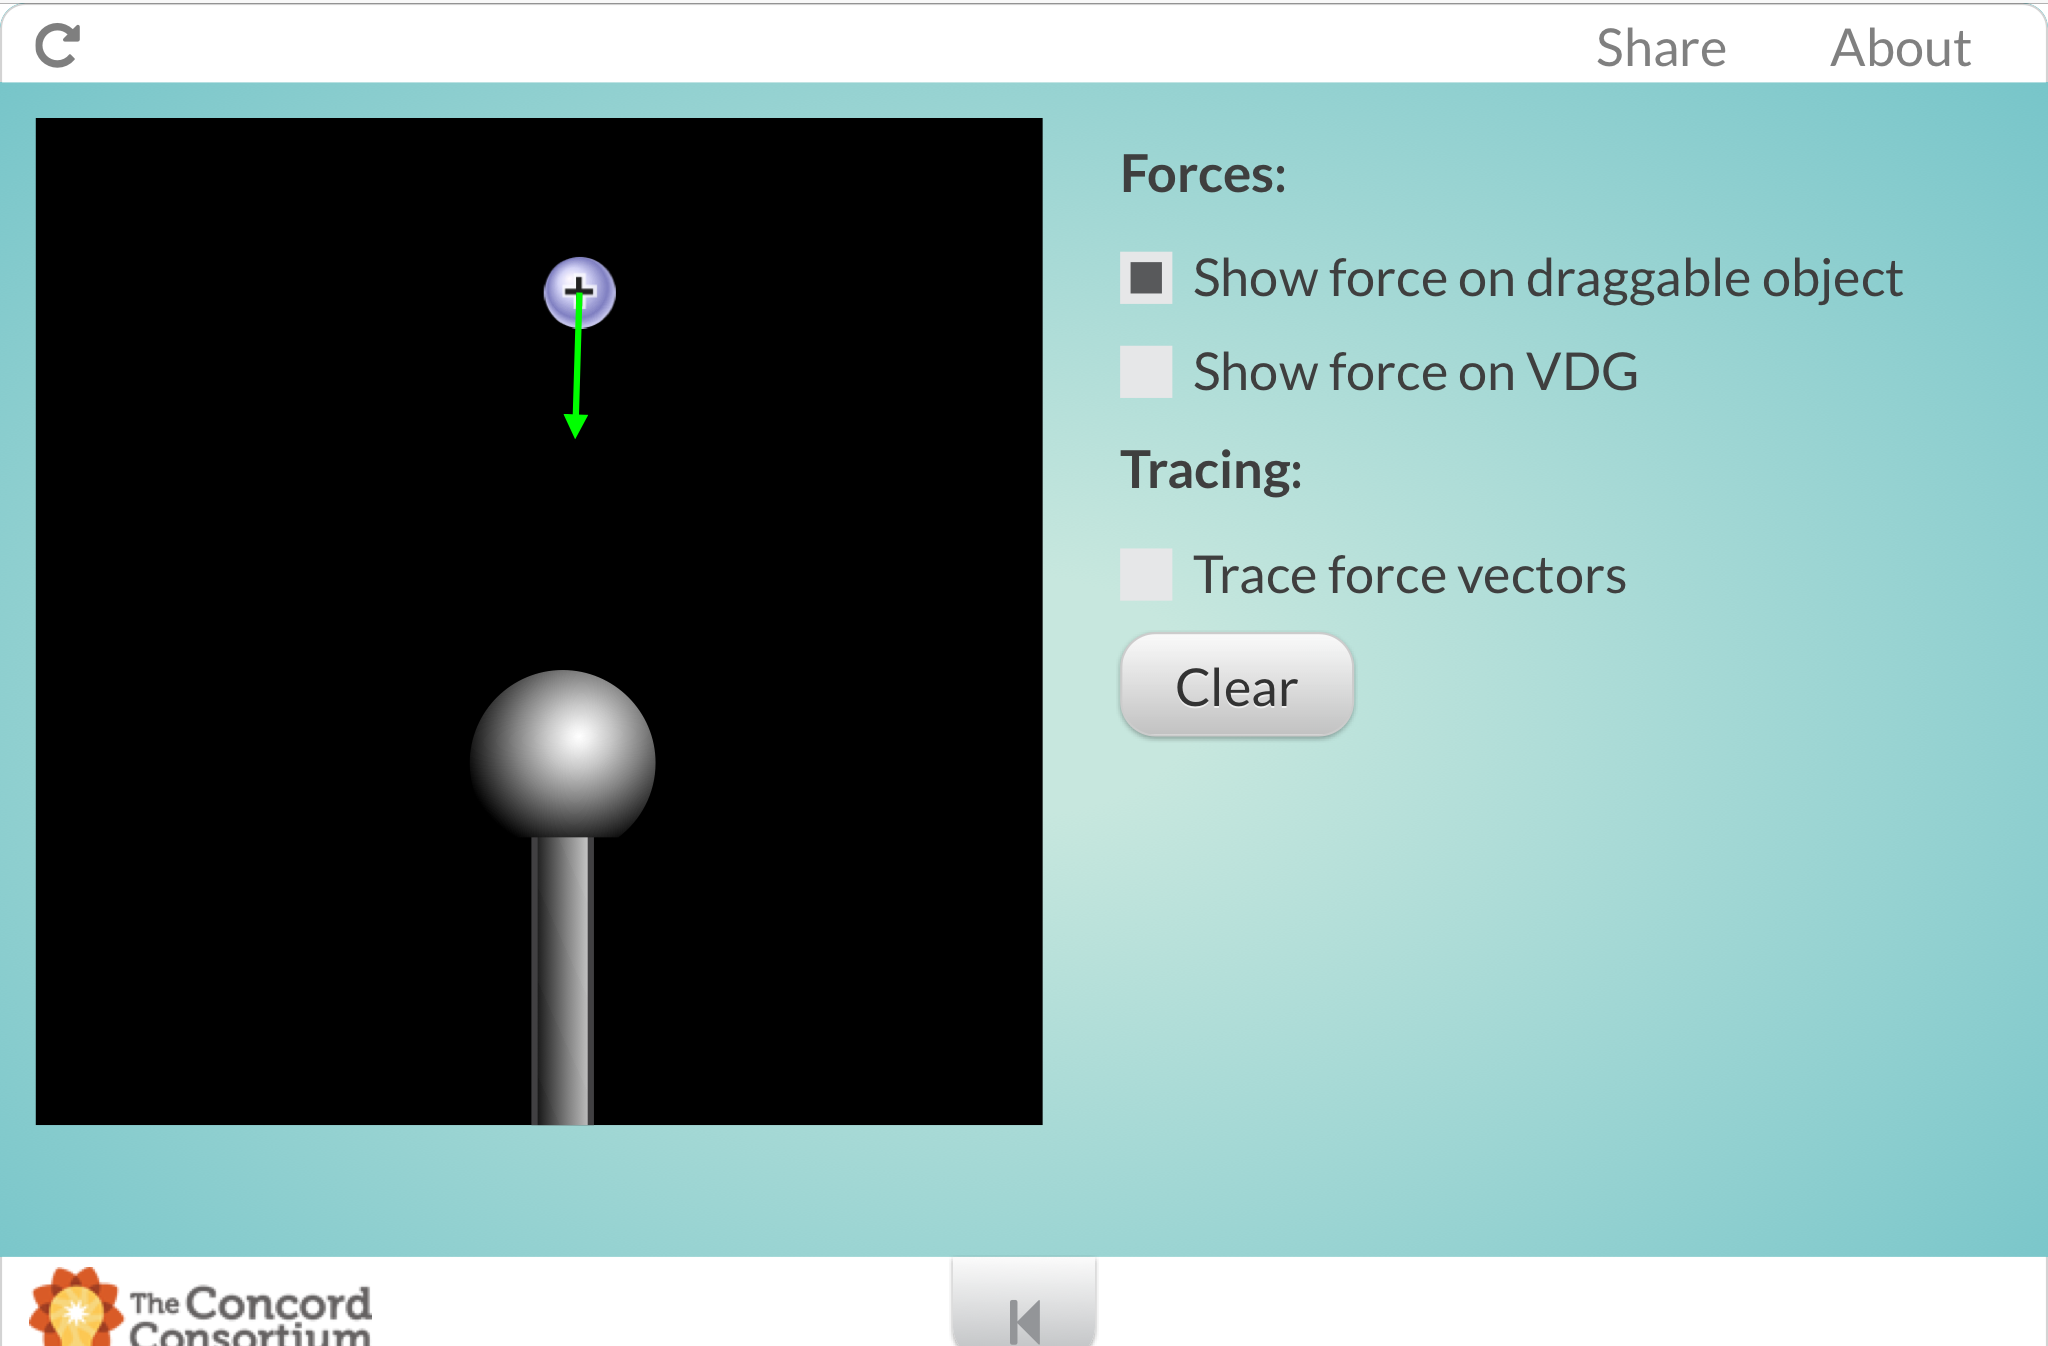 Share About
Forces:
+
Show force on draggable object
Show force on VDG
Tracing:
Trace force vectors
Clear
The Concord
Consortium